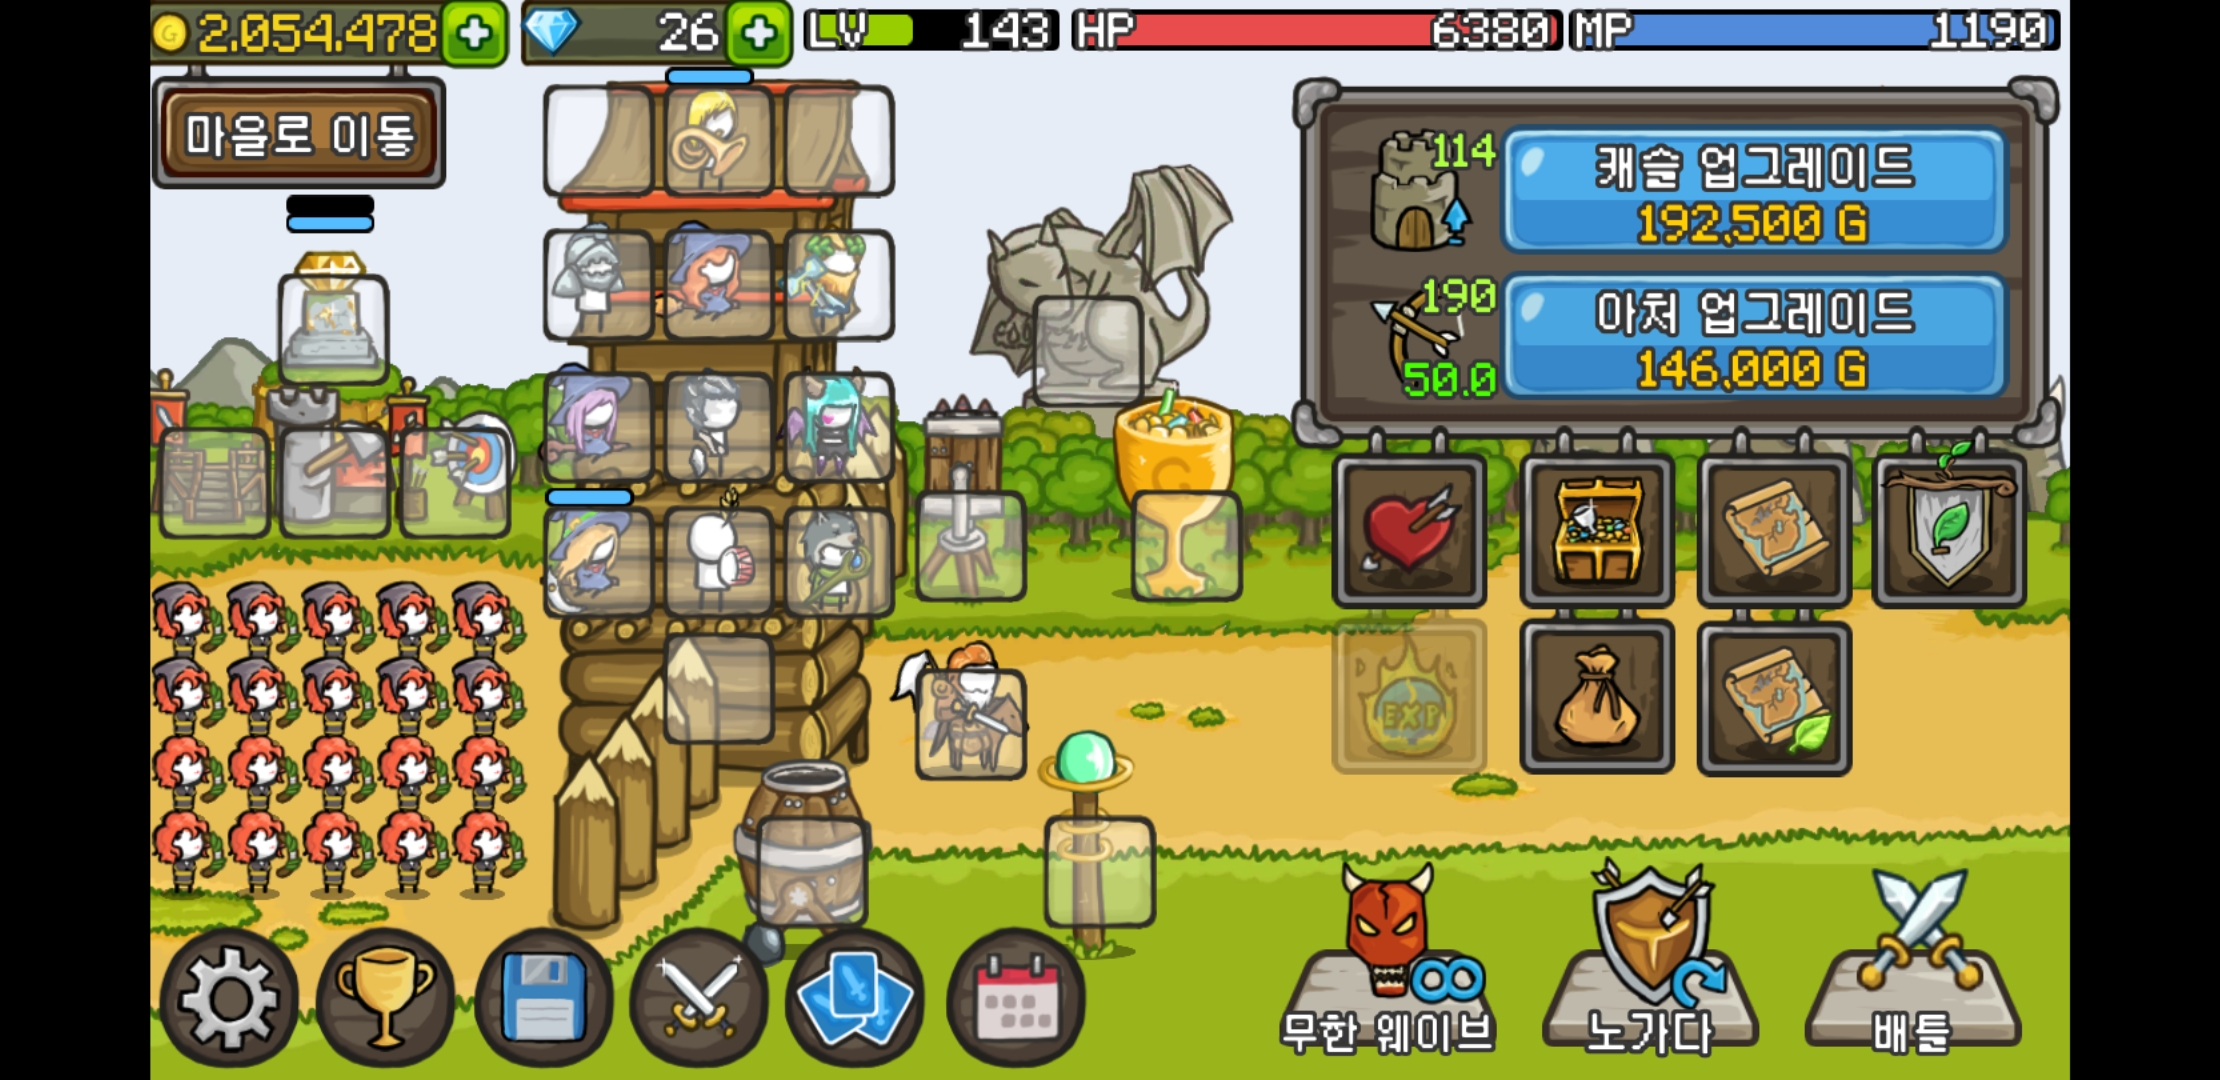 2.054.478
26
LV 143
HP 6380
MP 1190
마을로 이동
114
캐슬 업그레이드
192,500 G
190
아처 업그레이드
50.0
146,000 G
G
EXP
무한 웨이브
노가다
배틀